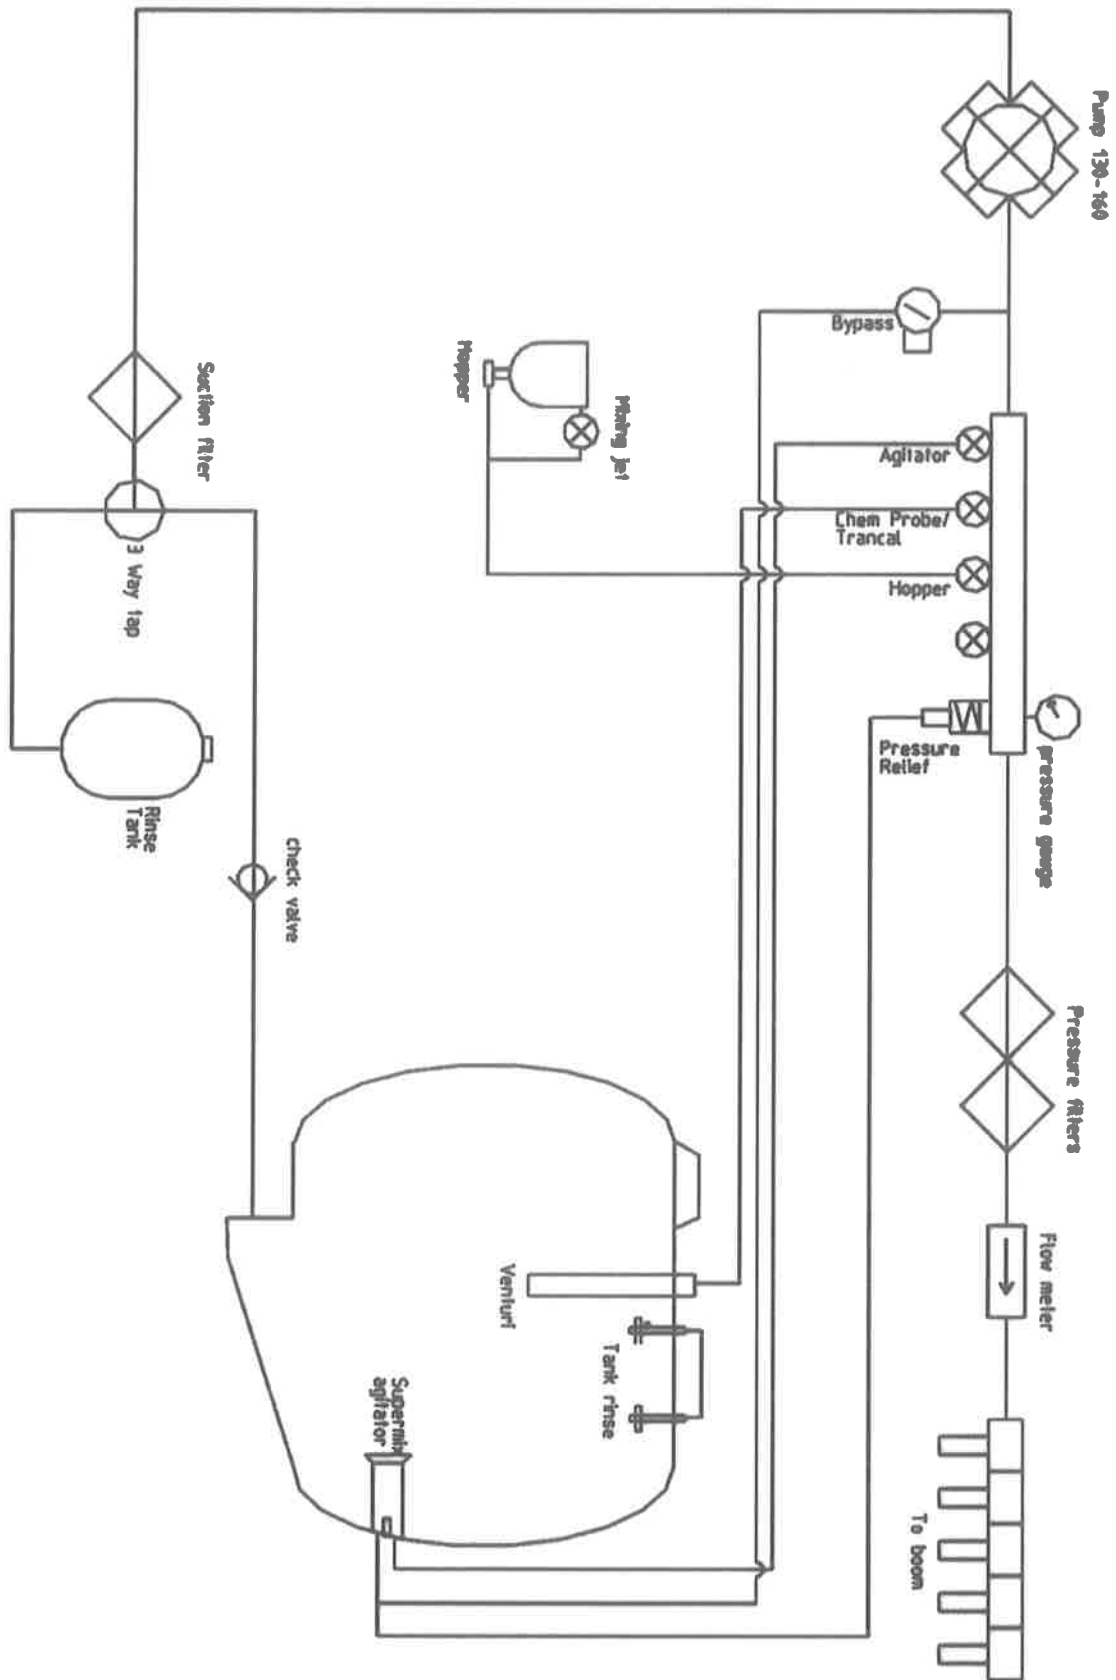 Pump 130-160
Bypass
Suction filter
Hopper
Mixing jet
Agitator
Chem Probe/
Trancal
Hopper
3 Way tap
Pressure
Relief
pressure gauge
Rinse
Tank
check valve
Pressure filters
Flow meter
Venturi
Tank rinse
Supermix
agitator
To boom